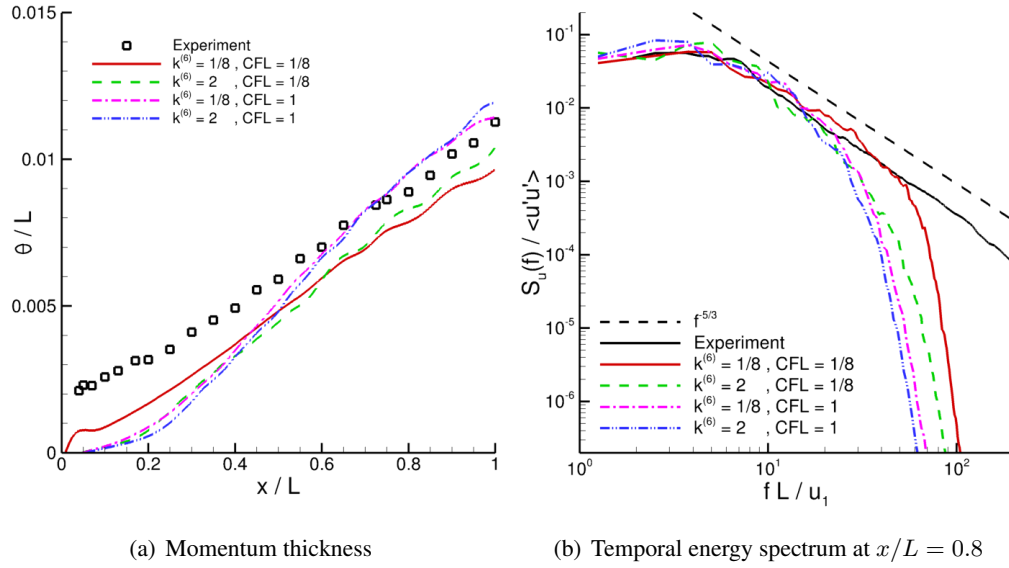 0.015
Experiment
k(6) = 1/8 , CFL = 1/8
k(6) = 2 , CFL = 1/8
k(6) = 1/8 , CFL = 1
k(6) = 2 , CFL = 1
0.01
θ / L
0.005
0
0 0.2 0.4 0.6 0.8 1
x / L
(a) Momentum thickness
10-1
10-2
10-3
Su(f) / <u'u'>
10-4
10-5
10-6
f-5/3
Experiment
k(6) = 1/8 , CFL = 1/8
k(6) = 2 , CFL = 1/8
k(6) = 1/8 , CFL = 1
k(6) = 2 , CFL = 1
100 101 102
f L / u1
(b) Temporal energy spectrum at x/L = 0.8